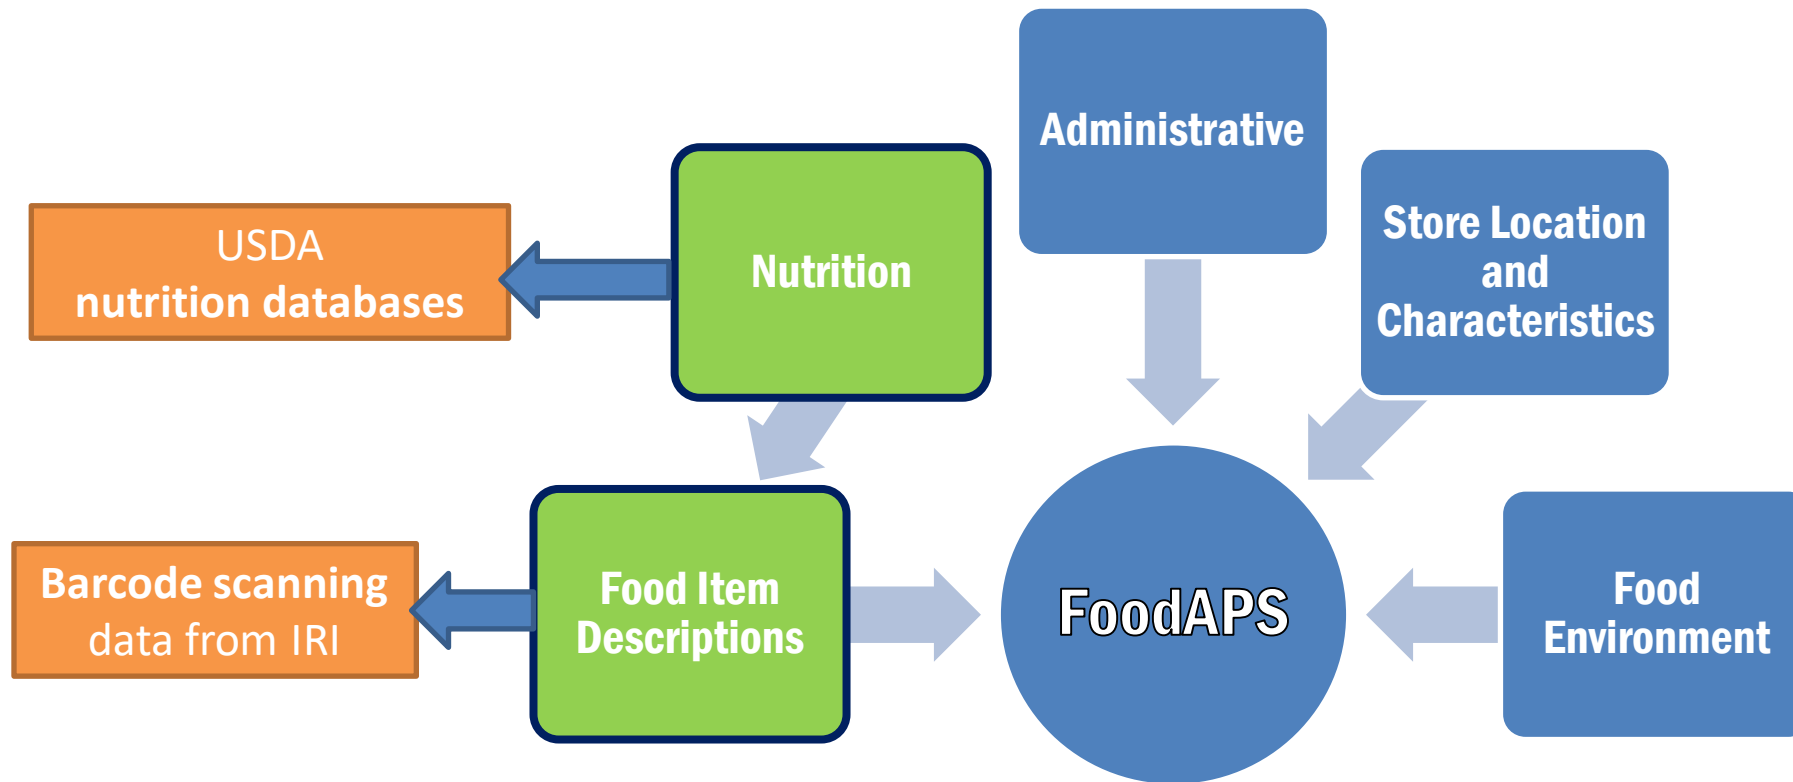 Administrative
Nutrition
USDA
nutrition databases
Store Location
and
Characteristics
Barcode scanning
data from IRI
Food Item
Descriptions
FoodAPS
Food
Environment